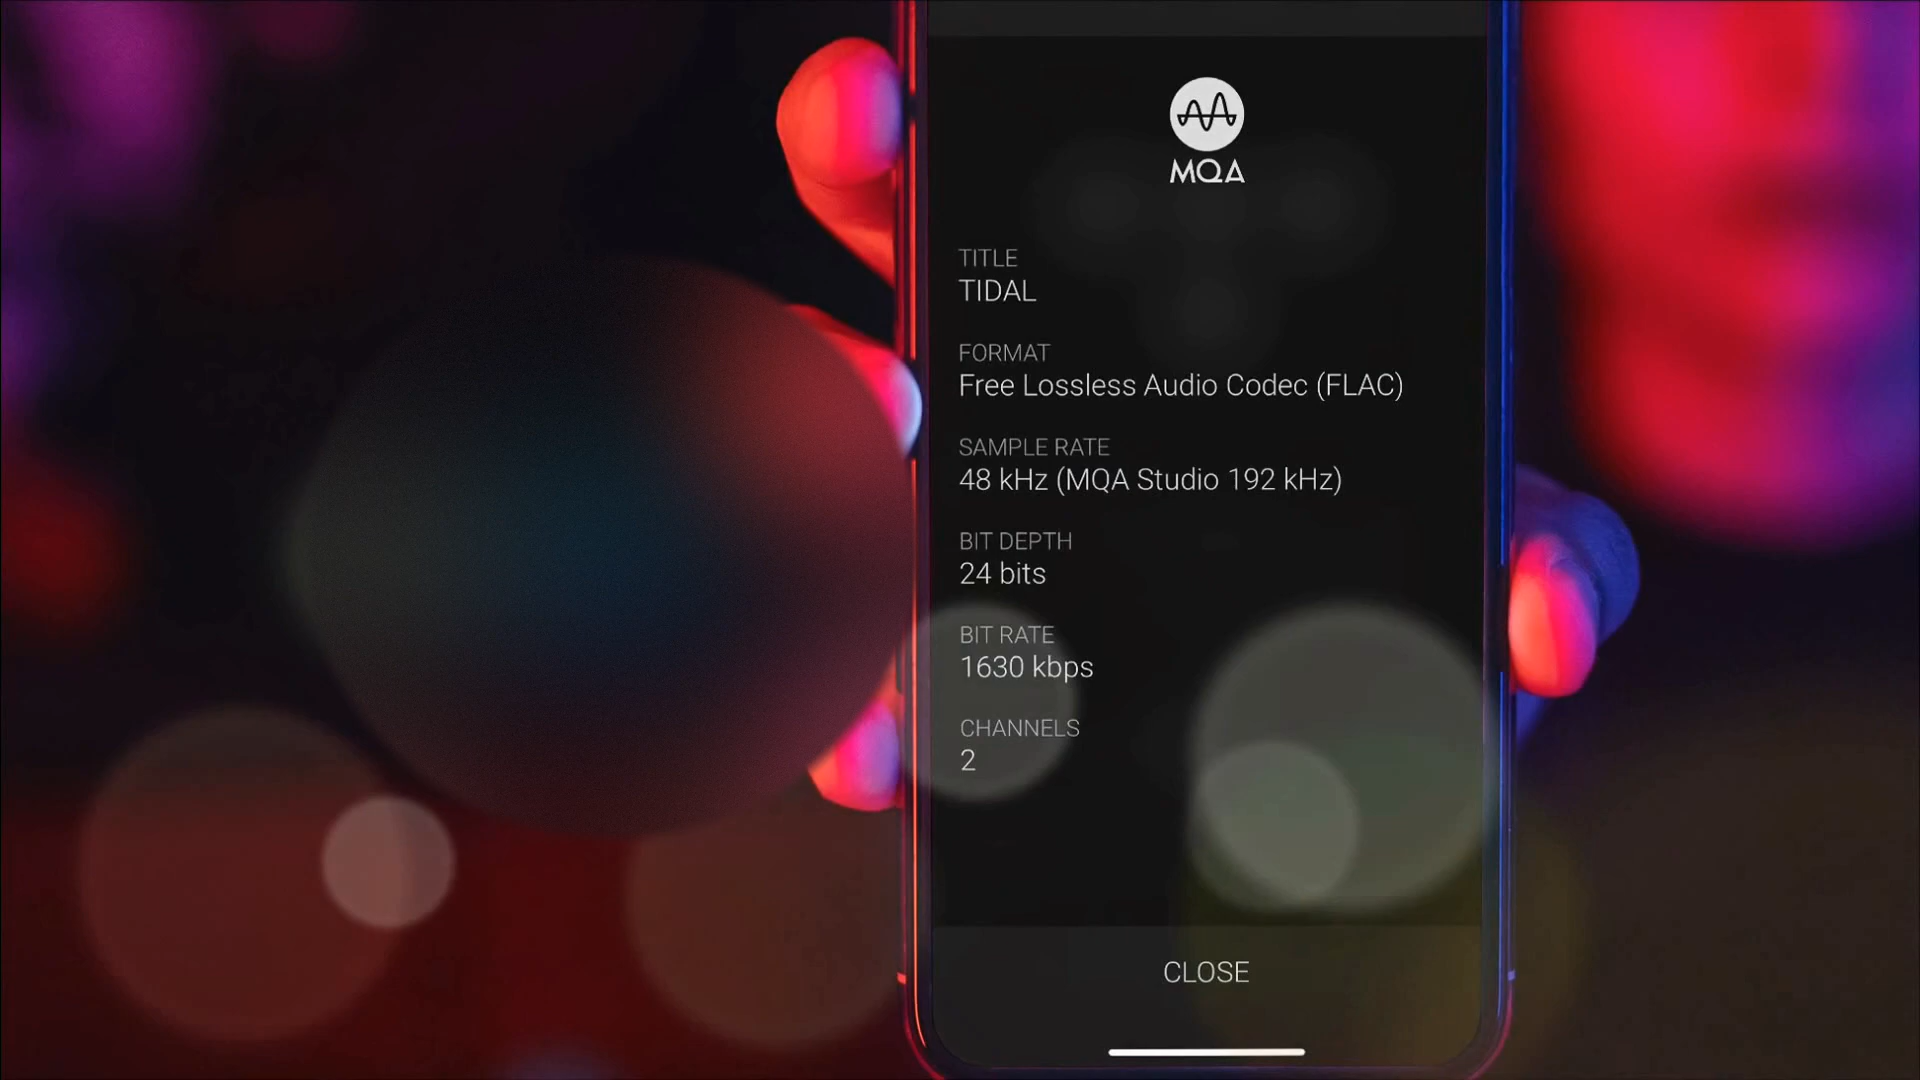 MQA
TITLE
TIDAL
FORMAT
Free Lossless Audio Codec (FLAC)
SAMPLE RATE
48 kHz (MQA Studio 192 kHz)
BIT DEPTH
24 bits
BIT RATE
1630 kbps
CHANNELS
2
CLOSE